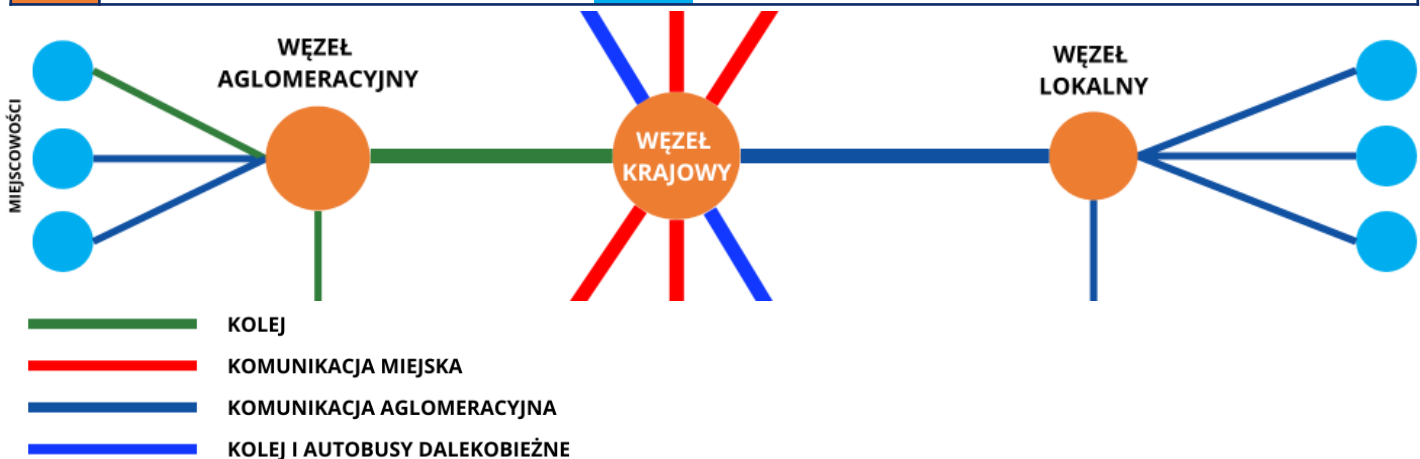 WĘZEŁ
AGLOMERACYJNY
WĘZEŁ
KRAJOWY
WĘZEŁ
LOKALNY
MIEJSCOWOŚCI
KOLEJ
KOMUNIKACJA MIEJSKA
KOMUNIKACJA AGLOMERACYJNA
KOLEJ I AUTOBUSY DALEKOBIEŻNE